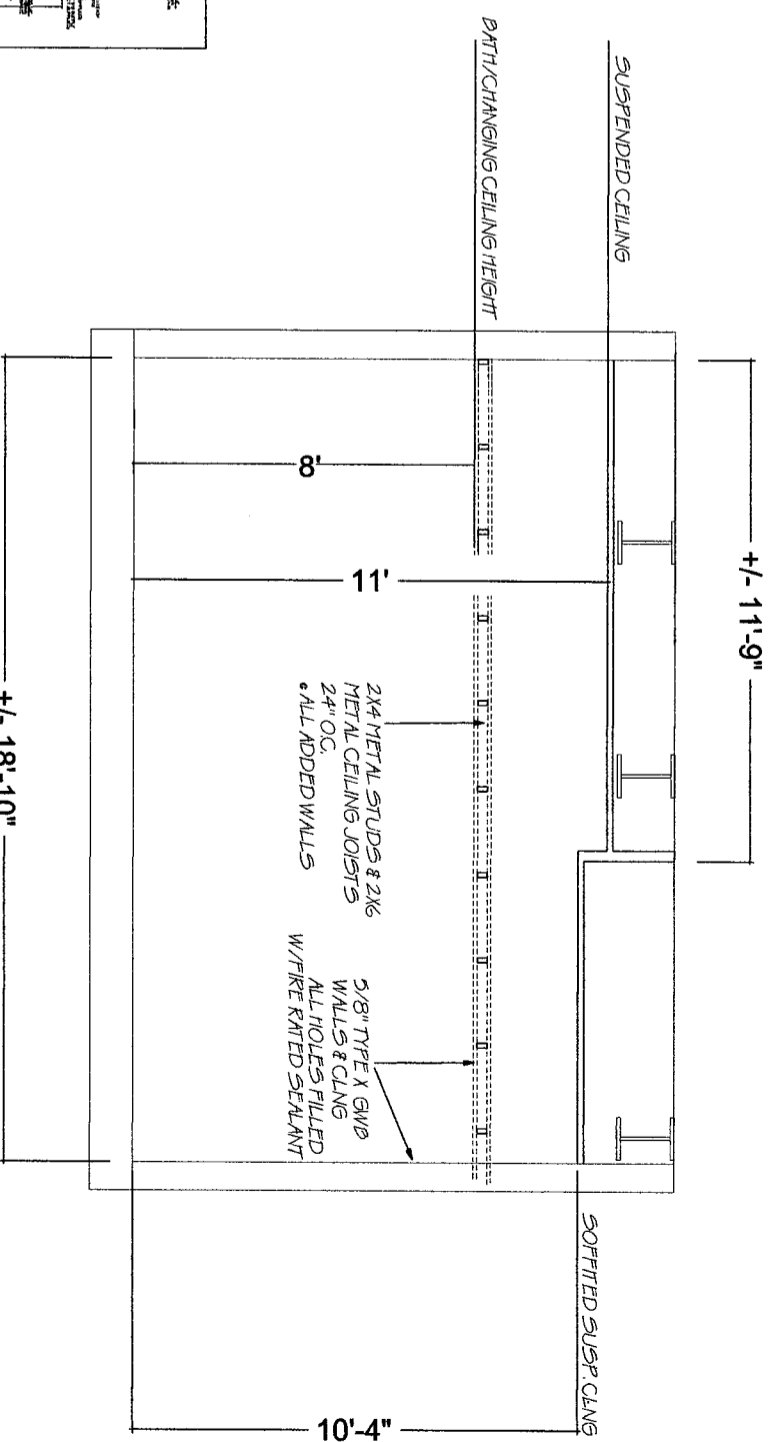 +/- 11'-9"
SUSPENDED CEILING
BATH/CHANGING CEILING HEIGHT
SOFFITED SUSP. CLNG
8'
11'
10'-4"
2X4 METAL STUDS & 2X6
METAL CEILING JOISTS
24" O.C.
ALL ADDED WALLS
5/8" TYPE X GWB
WALLS & CLNG
ALL HOLES FILLED
W/FIRE RATED SEALANT
+/- 18'-10"